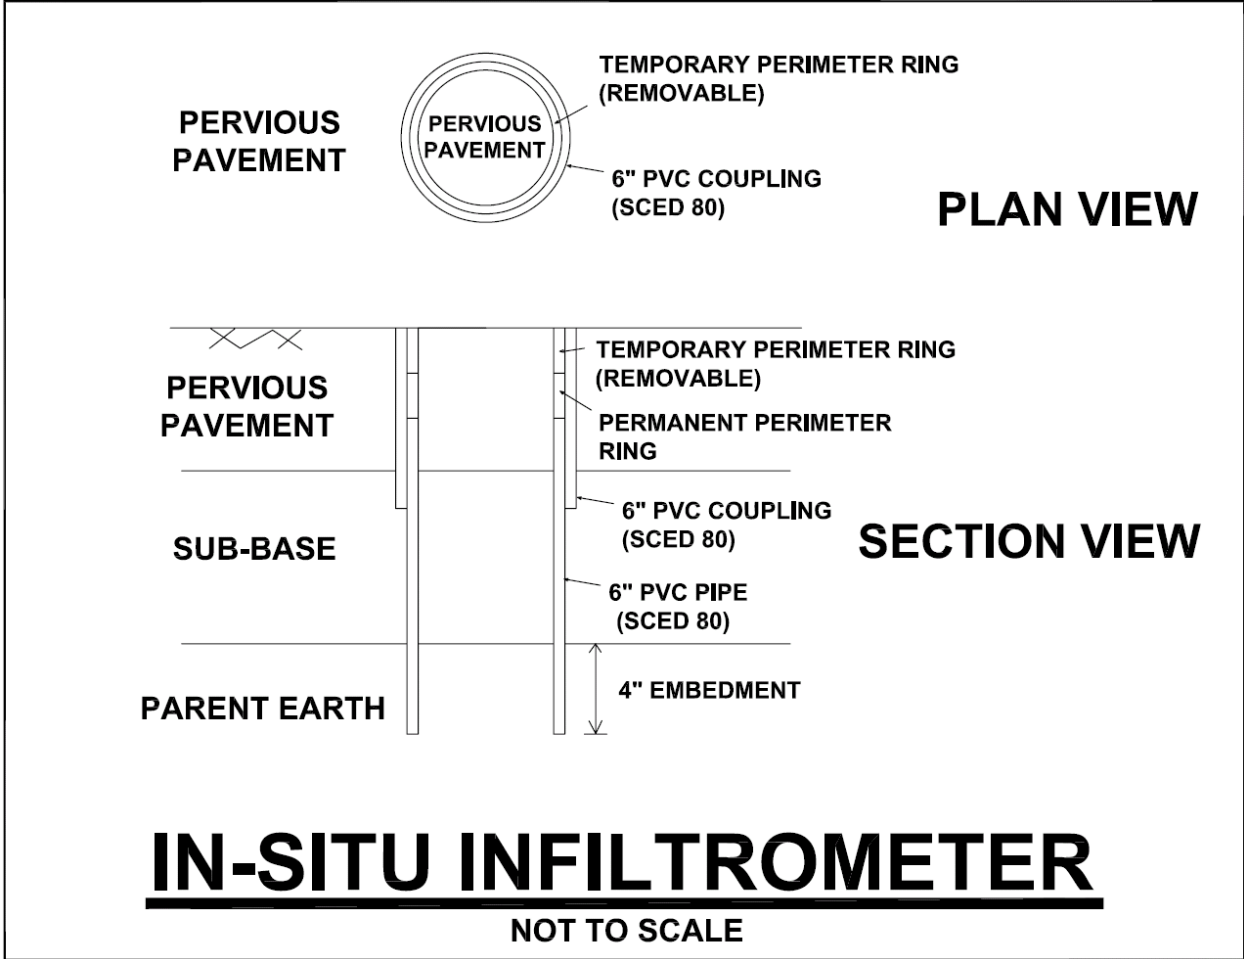 PERVIOUS
PAVEMENT
PERVIOUS
PAVEMENT
TEMPORARY PERIMETER RING
(REMOVABLE)
6" PVC COUPLING
(SCED 80)
PLAN VIEW
PERVIOUS
PAVEMENT
TEMPORARY PERIMETER RING
(REMOVABLE)
PERMANENT PERIMETER
RING
6" PVC COUPLING
(SCED 80)
SECTION VIEW
SUB-BASE
6" PVC PIPE
(SCED 80)
PARENT EARTH
4" EMBEDMENT
IN-SITU INFILTROMETER
NOT TO SCALE